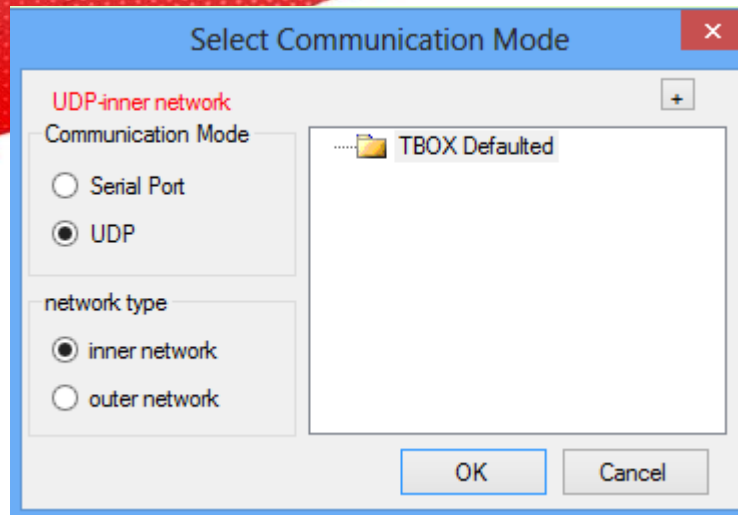 Select Communication Mode
×
UDP-inner network
+
Communication Mode
Serial Port
UDP
TBOX Defaulted
network type
inner network
outer network
OK
Cancel